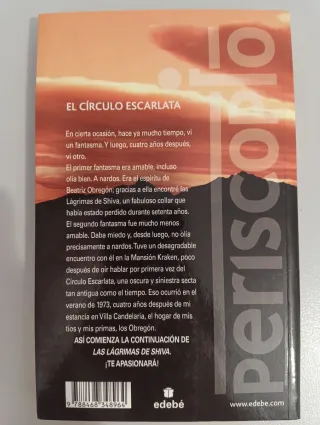 EL CÍRCULO ESCARLATA
En cierta ocasión, hace ya mucho tiempo, vi
un fantasma. Y luego, cuatro años después,
vi otro.
El primer fantasma era amable, incluso
olía bien. A nardos. Era el espíritu de
Beatriz Obregón; gracias a ella encontré las
Lágrimas de Shiva, un fabuloso collar que
había estado perdido durante setenta años.
El segundo fantasma fue mucho menos
amable. Daba miedo y, desde luego, no olía
precisamente a nardos. Tuve un desagradable
encuentro con él en la Mansión Kraken, poco
después de oír hablar por primera vez del
Círculo Escarlata, una oscura y siniestra secta
tan antigua como el tiempo. Eso ocurrió en el
verano de 1973, cuatro años después de mi
estancia en Villa Candelaria, el hogar de mis
tíos y mis primas, los Obregón.
ASÍ COMIENZA LA CONTINUACIÓN DE
LAS LÁGRIMAS DE SHIVA.
¡TE APASIONARÁ!
9 788468 348964
edebé
www.edebe.com
periscopio